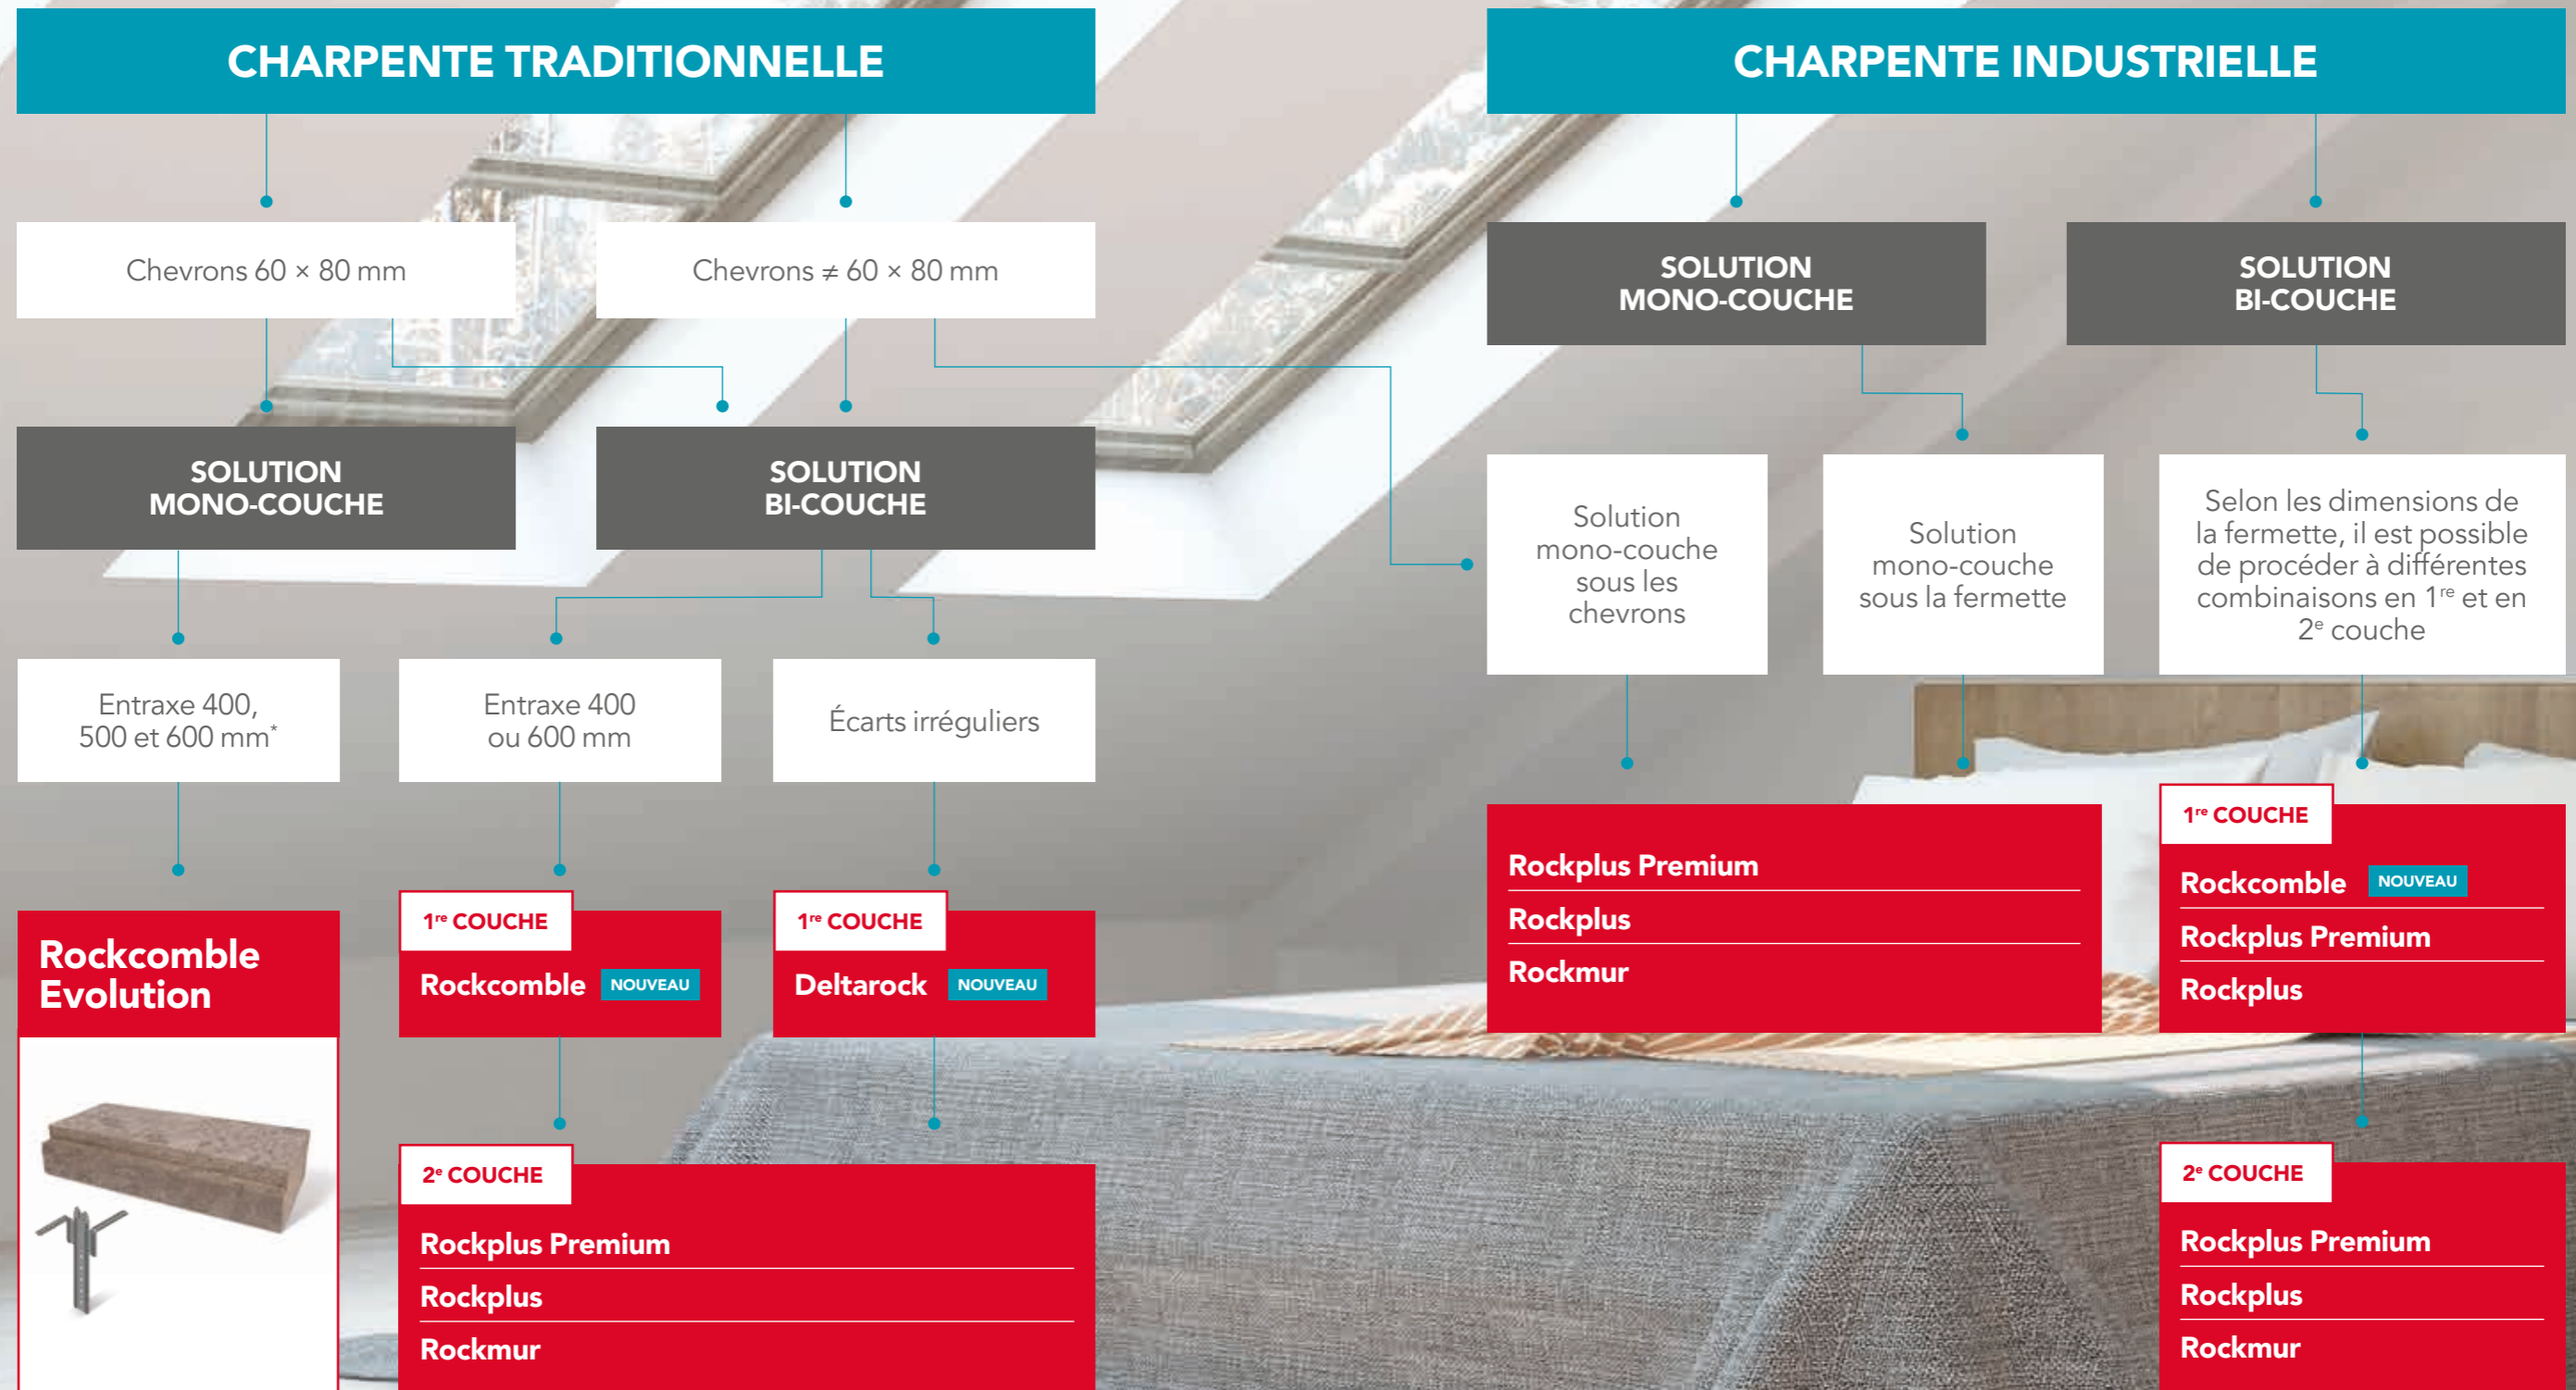 CHARPENTE TRADITIONNELLE
Chevrons 60 × 80 mm
Chevrons ≠ 60 × 80 mm
SOLUTION
MONO-COUCHE
SOLUTION
BI-COUCHE
Entraxe 400,
500 et 600 mm*
Entraxe 400
ou 600 mm
Écarts irréguliers
Rockcomble
Evolution
1re COUCHE
Rockcomble NOUVEAU
1re COUCHE
Deltarock NOUVEAU
2e COUCHE
Rockplus Premium
Rockplus
Rockmur
CHARPENTE INDUSTRIELLE
SOLUTION
MONO-COUCHE
SOLUTION
BI-COUCHE
Solution
mono-couche
sous les
chevrons
Solution
mono-couche
sous la fermette
Selon les dimensions de
la fermette, il est possible
de procéder à différentes
combinaisons en 1re et en
2e couche
Rockplus Premium
Rockplus
Rockmur
1re COUCHE
Rockcomble NOUVEAU
Rockplus Premium
Rockplus
2e COUCHE
Rockplus Premium
Rockplus
Rockmur